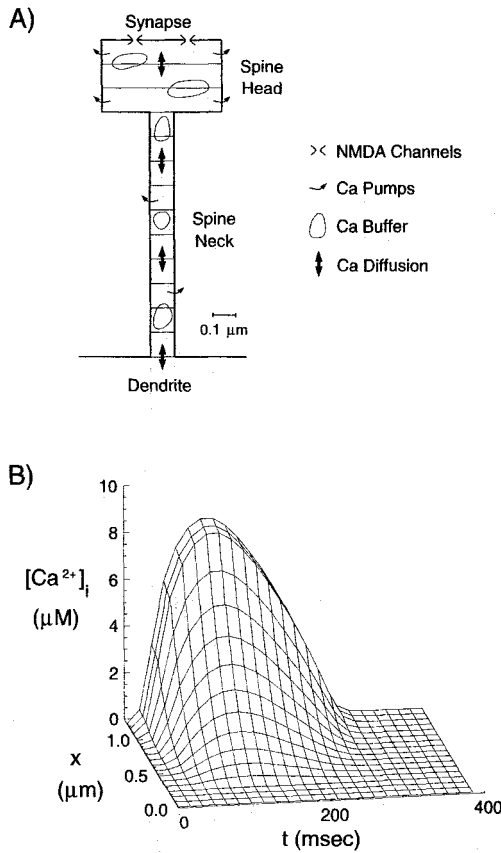 A)
Synapse
Spine
Head
NMDA Channels
Ca Pumps
Ca Buffer
Ca Diffusion
Spine
Neck
0.1 μm
Dendrite
B)
10
8
6
4
2
0
[Ca²⁺]ᵢ
(μM)
1.0
0.5
0.0
x
(μm)
0
200
400
t (msec)